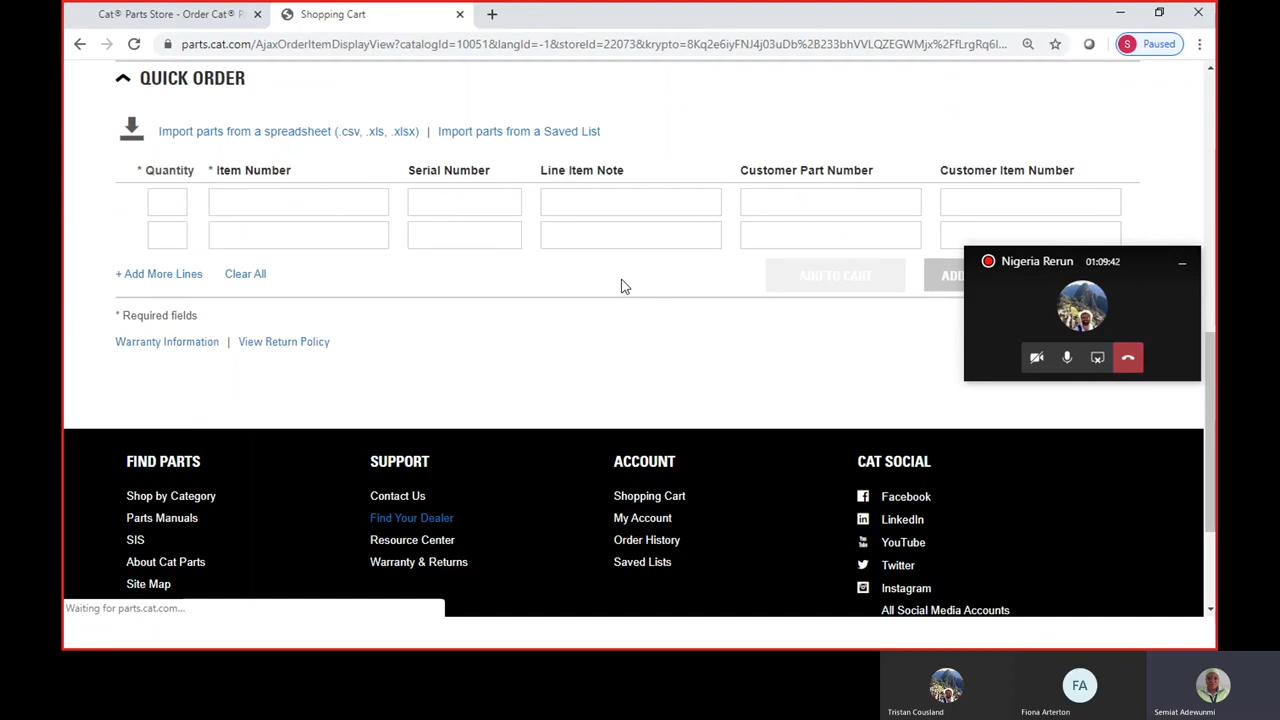 Cat® Parts Store - Order Cat® P
Shopping Cart
parts.cat.com/AjaxOrderItemDisplayView?catalogId=10051&langId=-1&storeId=22073&krypto=8Kq2e6iyFNJ4j03uDb%2B233bhVVLQZEGWMjx%2FfLrgRq6I...
S Paused
QUICK ORDER
Import parts from a spreadsheet (.csv, .xls, .xlsx) | Import parts from a Saved List
* Quantity * Item Number Serial Number Line Item Note Customer Part Number Customer Item Number
+ Add More Lines Clear All ADD TO CART ADD
Nigeria Rerun 01:09:42
* Required fields
Warranty Information | View Return Policy
FIND PARTS
Shop by Category
Parts Manuals
SIS
About Cat Parts
Site Map
SUPPORT
Contact Us
Find Your Dealer
Resource Center
Warranty & Returns
ACCOUNT
Shopping Cart
My Account
Order History
Saved Lists
CAT SOCIAL
Facebook
LinkedIn
YouTube
Twitter
Instagram
All Social Media Accounts
Waiting for parts.cat.com...
FA
Tristan Cousland
Fiona Arterton
Semiat Adewunmi